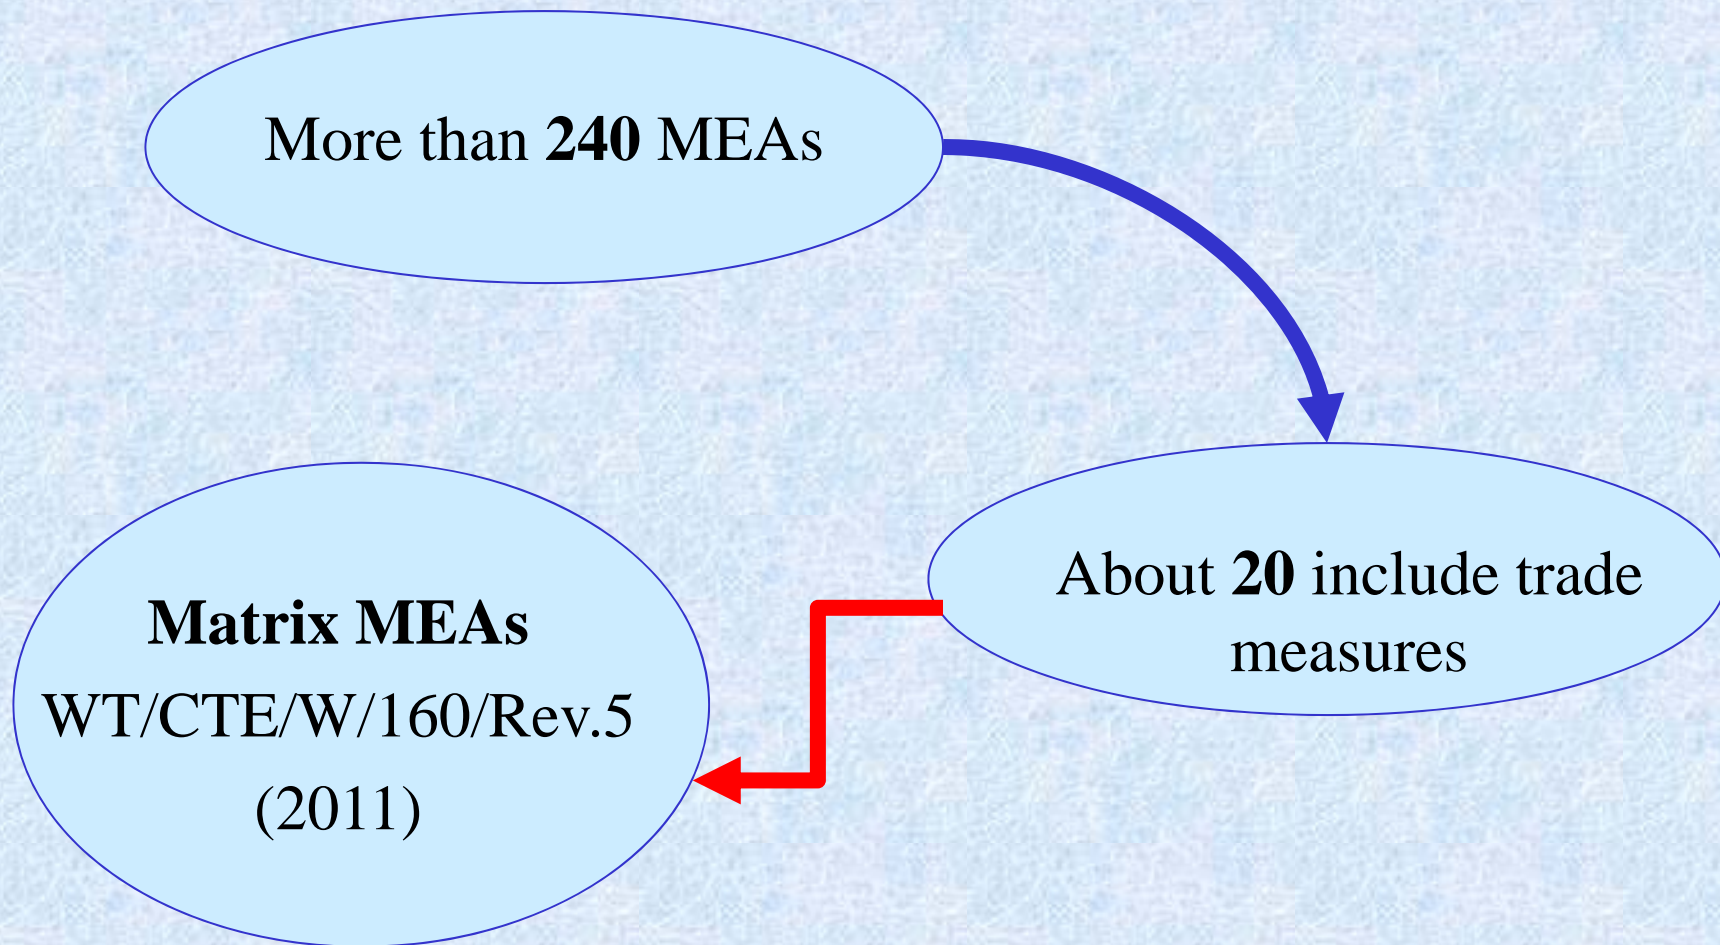 More than 240 MEAs
About 20 include trade
measures
Matrix MEAs
WT/CTE/W/160/Rev.5
(2011)